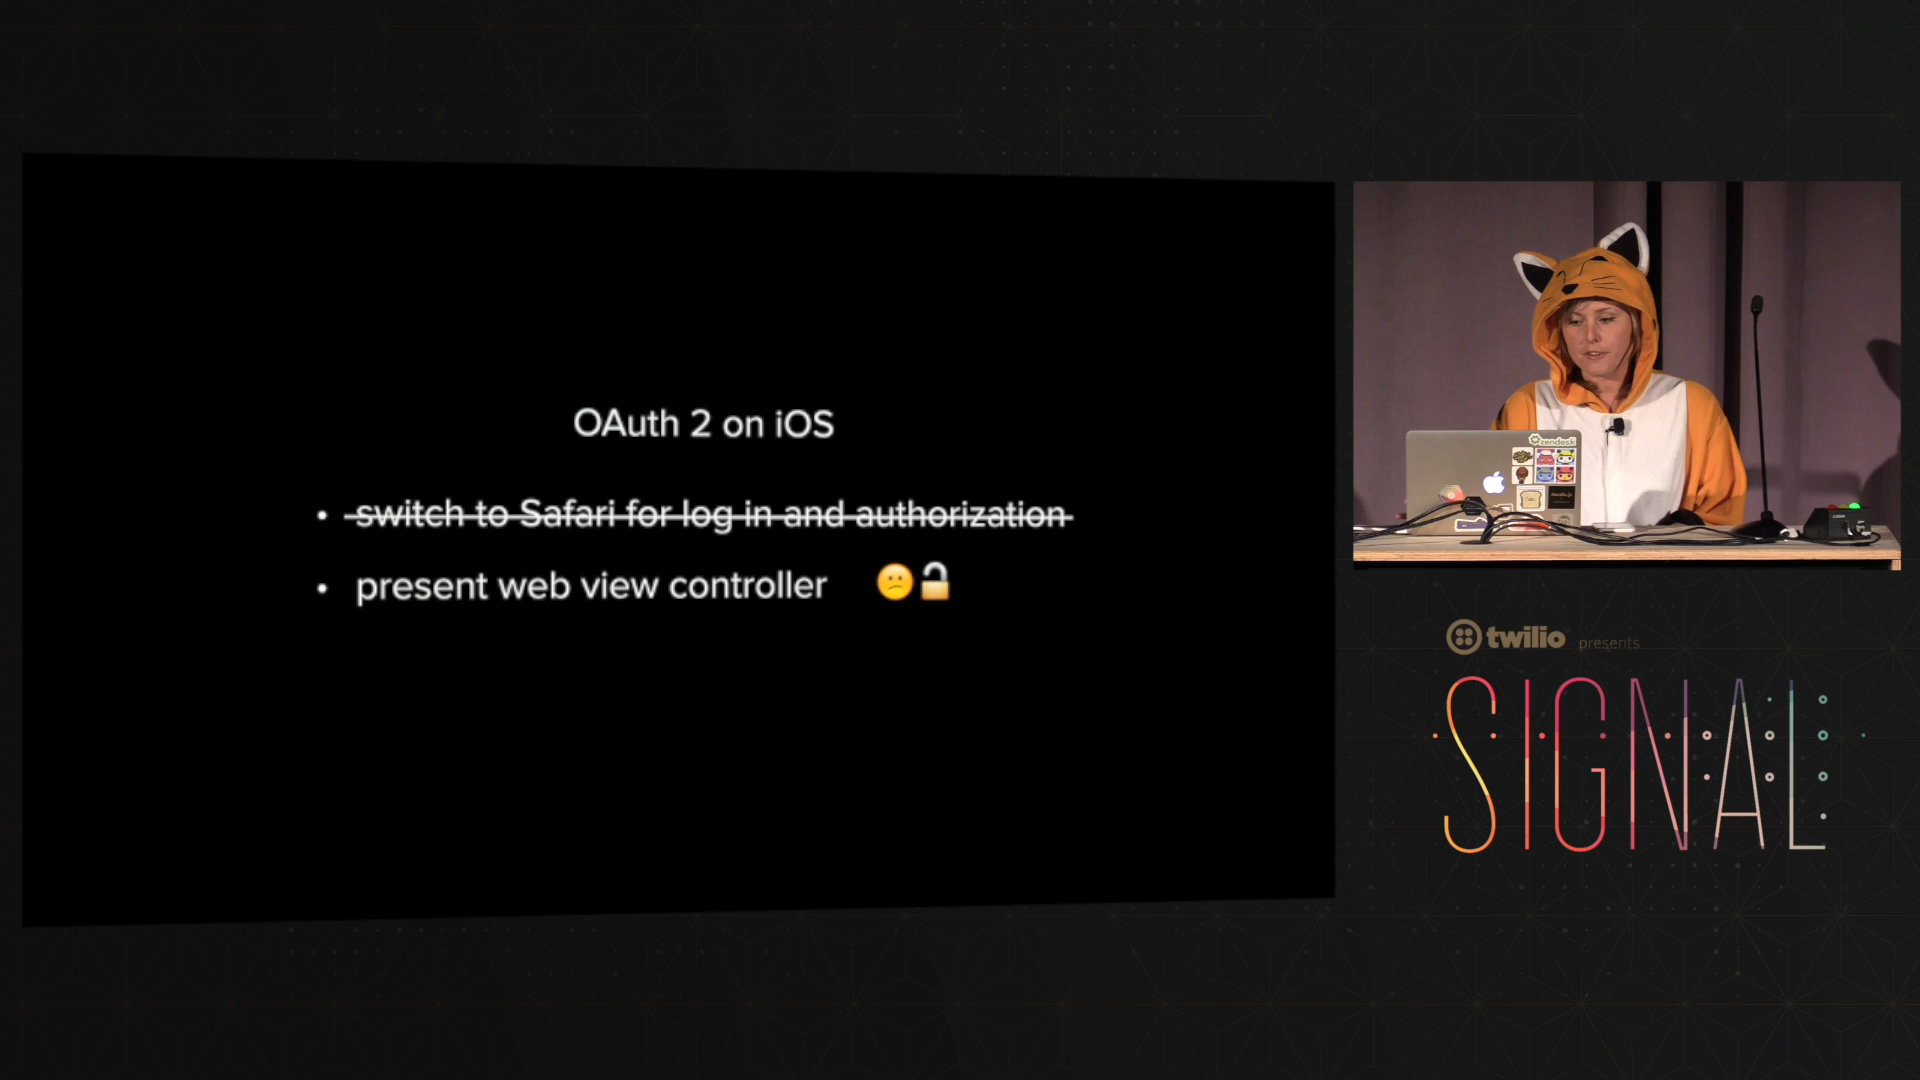 OAuth 2 on iOS
• switch to Safari for log in and authorization
• present web view controller 😕🔓
zendesk
twilio presents
SIGNAL